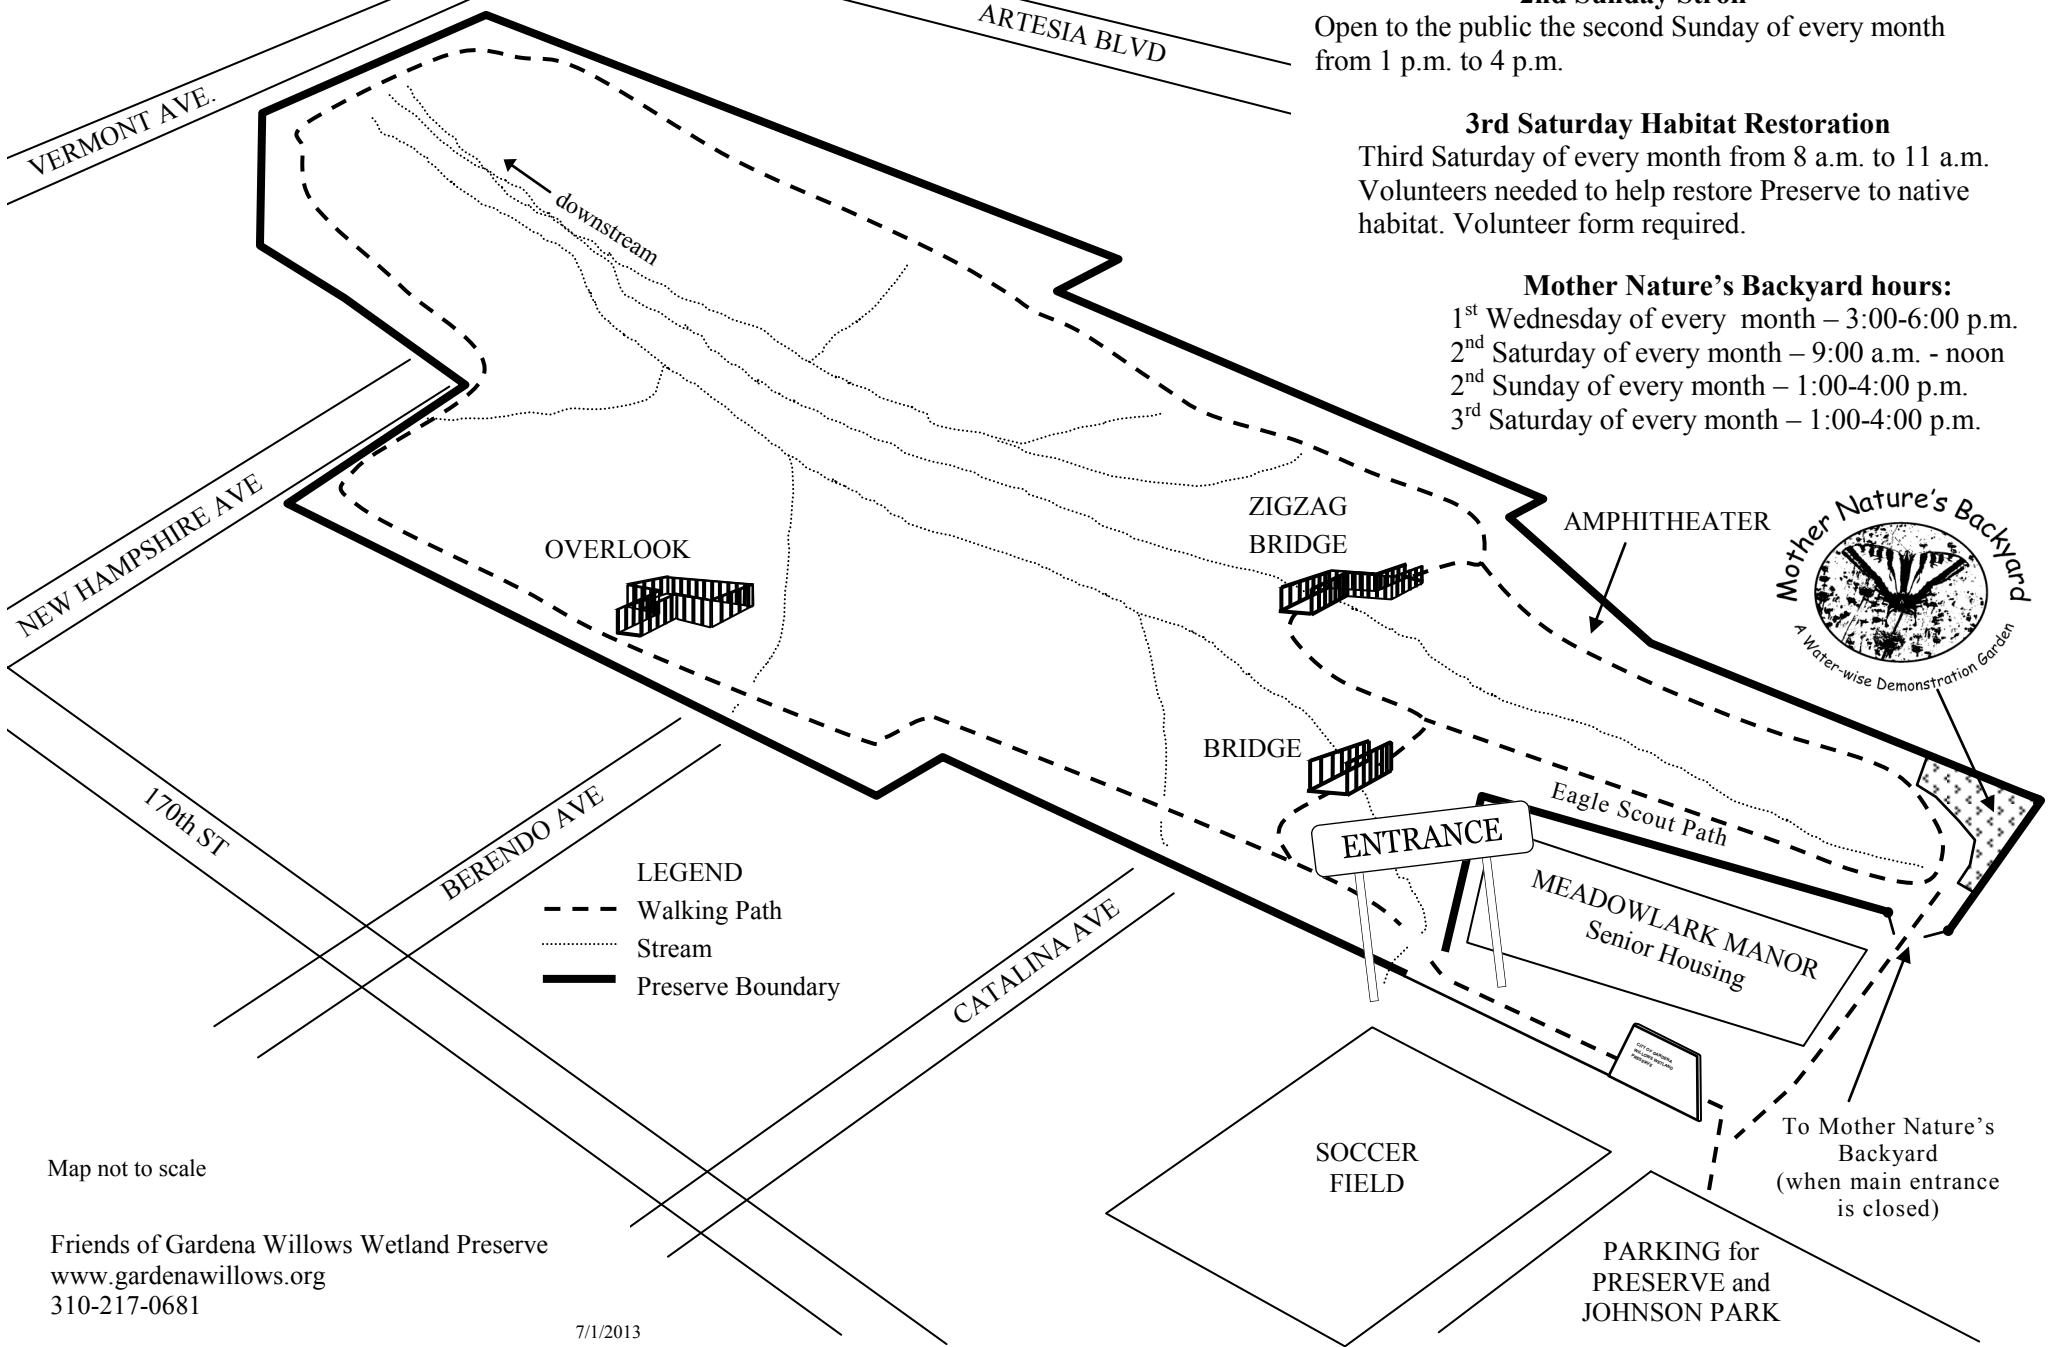 2nd Sunday Stroll
Open to the public the second Sunday of every month
from 1 p.m. to 4 p.m.
3rd Saturday Habitat Restoration
Third Saturday of every month from 8 a.m. to 11 a.m.
Volunteers needed to help restore Preserve to native
habitat. Volunteer form required.
Mother Nature's Backyard hours:
1st Wednesday of every month – 3:00-6:00 p.m.
2nd Saturday of every month – 9:00 a.m. - noon
2nd Sunday of every month – 1:00-4:00 p.m.
3rd Saturday of every month – 1:00-4:00 p.m.
ARTESIA BLVD
VERMONT AVE.
downstream
NEW HAMPSHIRE AVE
OVERLOOK
ZIGZAG
BRIDGE
AMPHITHEATER
Mother Nature's Backyard
A Water-wise Demonstration Garden
BRIDGE
Eagle Scout Path
ENTRANCE
MEADOWLARK MANOR
Senior Housing
170th ST
BERENDO AVE
CATALINA AVE
LEGEND
Walking Path
Stream
Preserve Boundary
CITY OF GARDENA
WILLOWS WETLAND
PRESERVE
To Mother Nature's
Backyard
(when main entrance
is closed)
SOCCER
FIELD
PARKING for
PRESERVE and
JOHNSON PARK
Map not to scale
Friends of Gardena Willows Wetland Preserve
www.gardenawillows.org
310-217-0681
7/1/2013